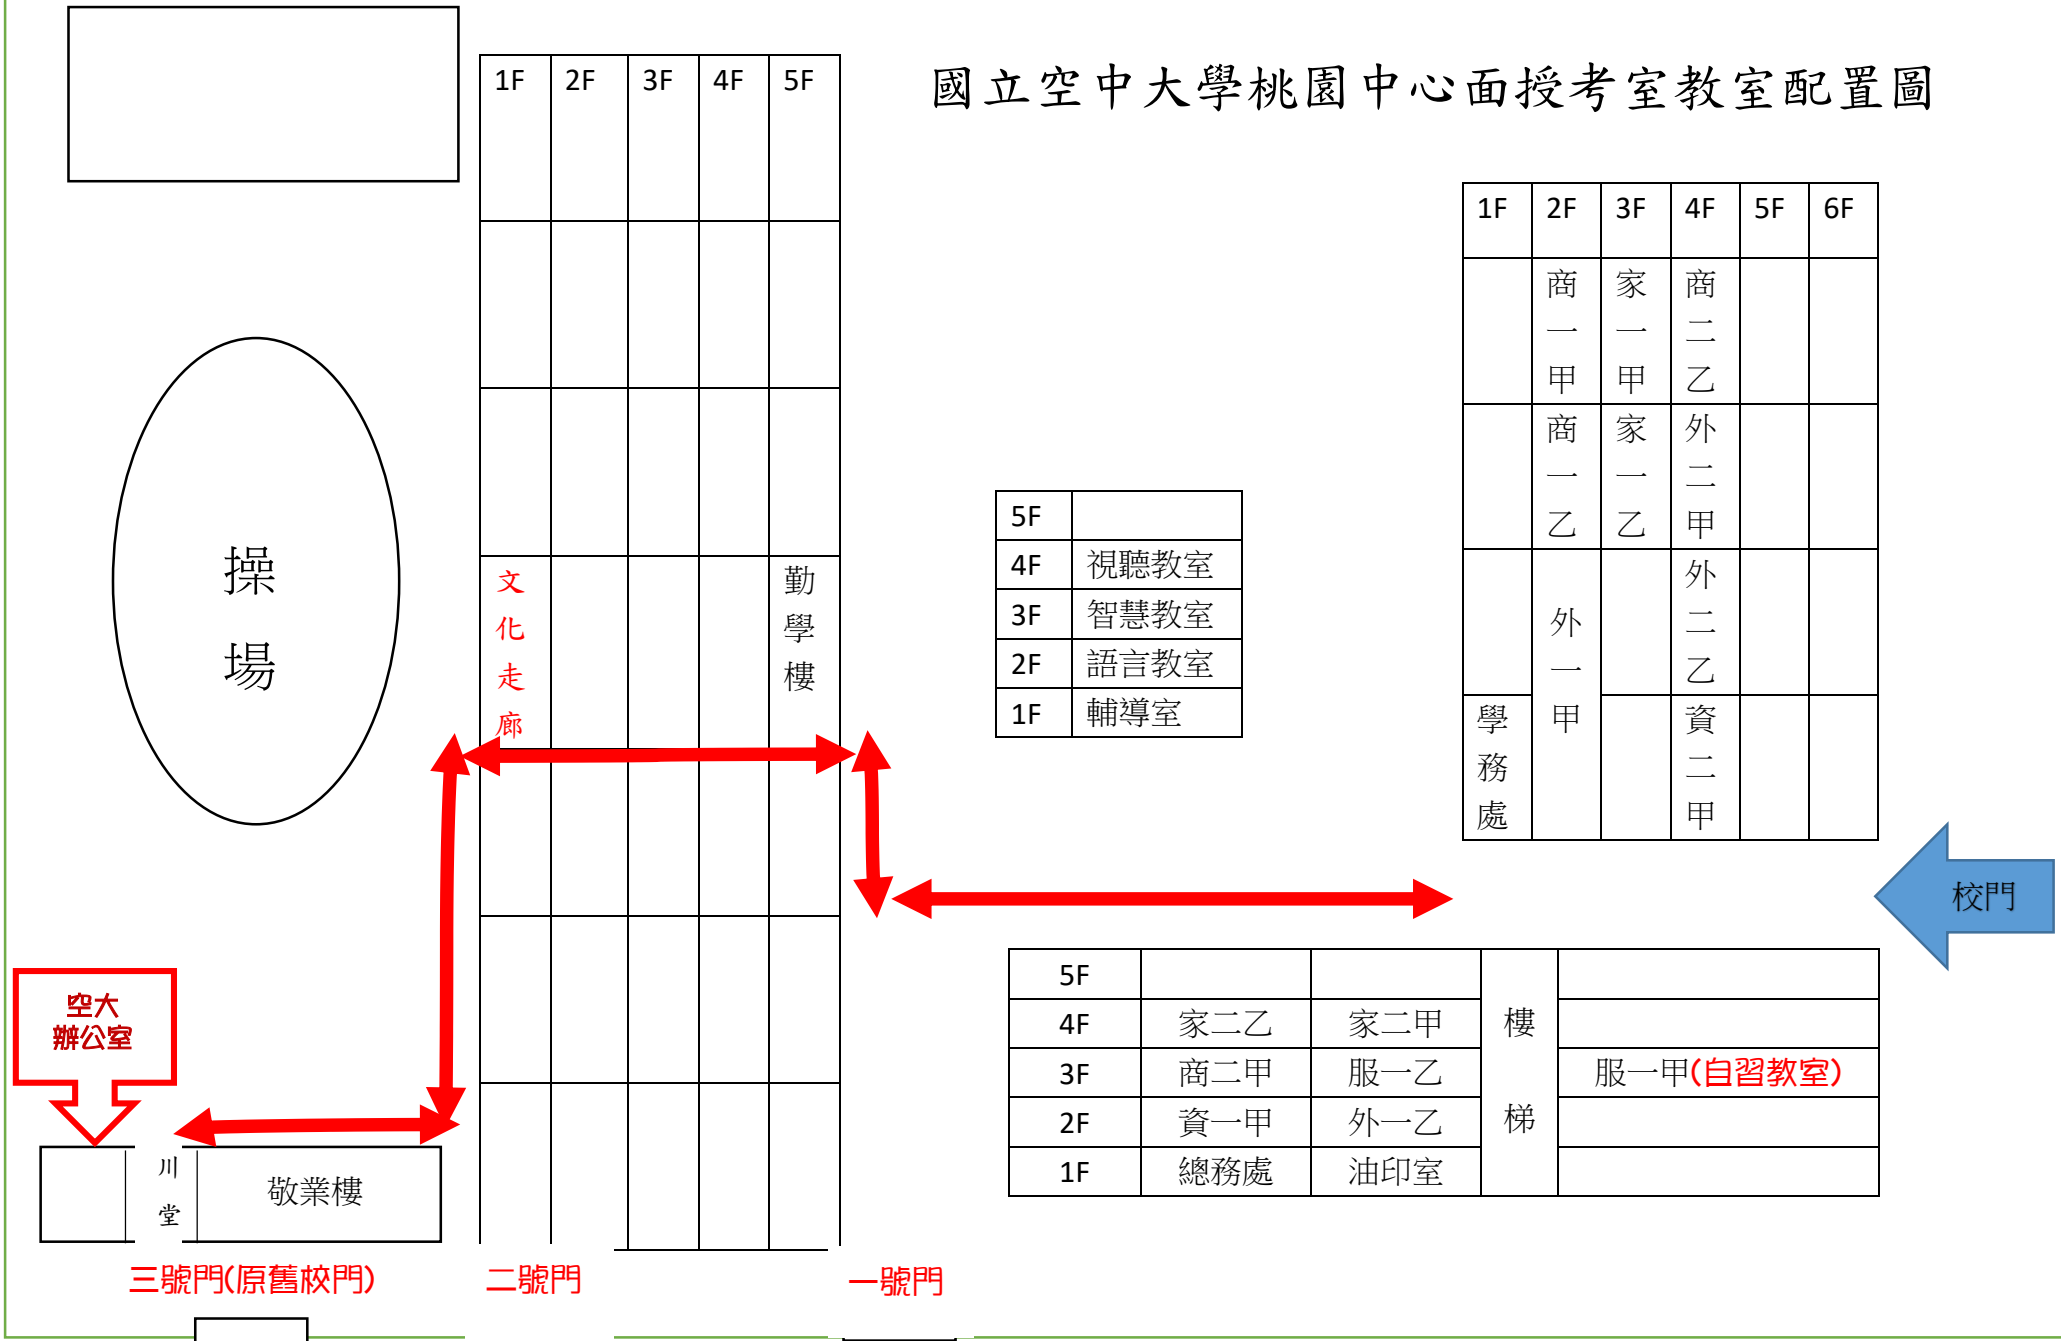 國立空中大學桃園中心面授考室教室配置圖
1F 2F 3F 4F 5F
文化走廊
勤學樓
操場
1F 2F 3F 4F 5F 6F
商一甲 家一甲 商二乙
商一乙 家一乙 外二甲
外一甲 外二乙
學務處 資二甲
5F
4F 視聽教室
3F 智慧教室
2F 語言教室
1F 輔導室
校門
5F
4F 家二乙 家二甲
3F 商二甲 服一乙 服一甲(自習教室)
2F 資一甲 外一乙
1F 總務處 油印室
樓梯
空大
辦公室
川堂
敬業樓
三號門(原舊校門)
二號門
一號門